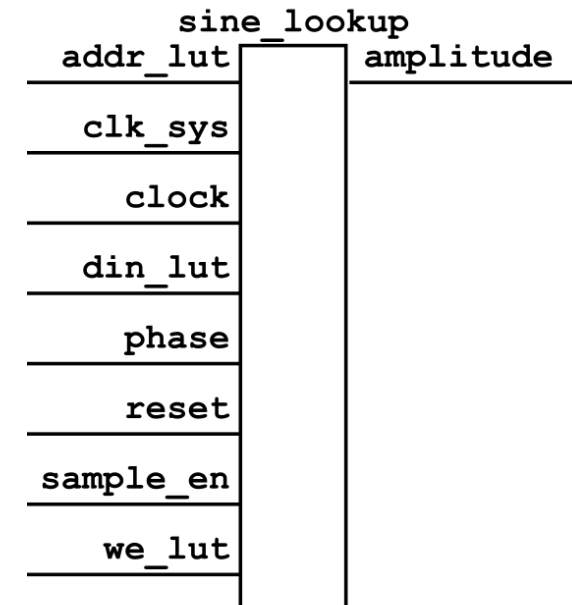 sine_lookup
addr_lut amplitude
clk_sys
clock
din_lut
phase
reset
sample_en
we_lut